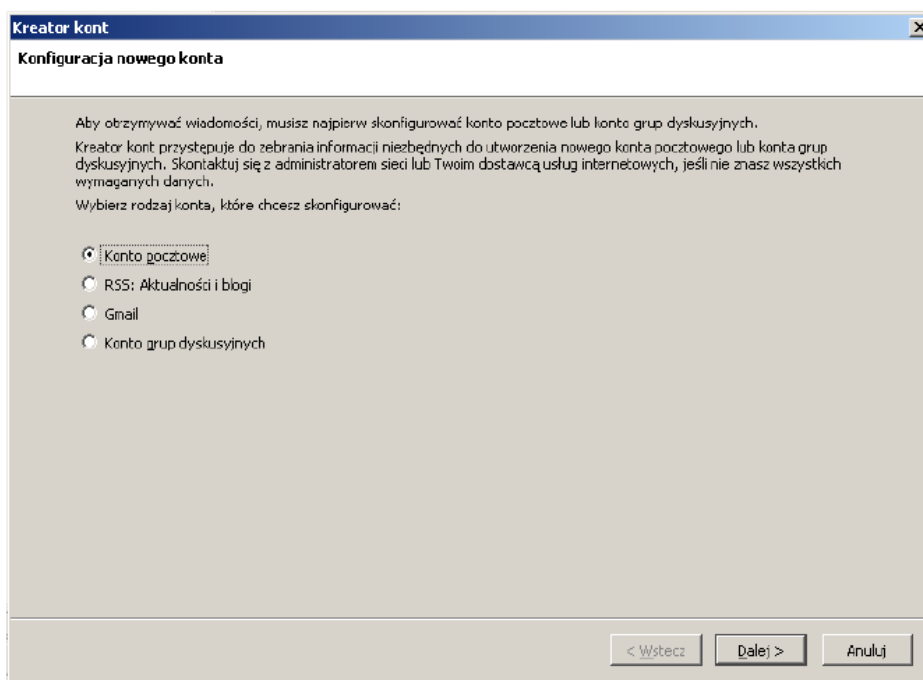 Kreator kont
Konfiguracja nowego konta
Aby otrzymywać wiadomości, musisz najpierw skonfigurować konto pocztowe lub konto grup dyskusyjnych.
Kreator kont przystępuje do zebrania informacji niezbędnych do utworzenia nowego konta pocztowego lub konta grup
dyskusyjnych. Skontaktuj się z administratorem sieci lub Twoim dostawcą usług internetowych, jeśli nie znasz wszystkich
wymaganych danych.
Wybierz rodzaj konta, które chcesz skonfigurować:
Konto pocztowe
RSS: Aktualności i blogi
Gmail
Konto grup dyskusyjnych
< Wstecz
Dalej >
Anuluj